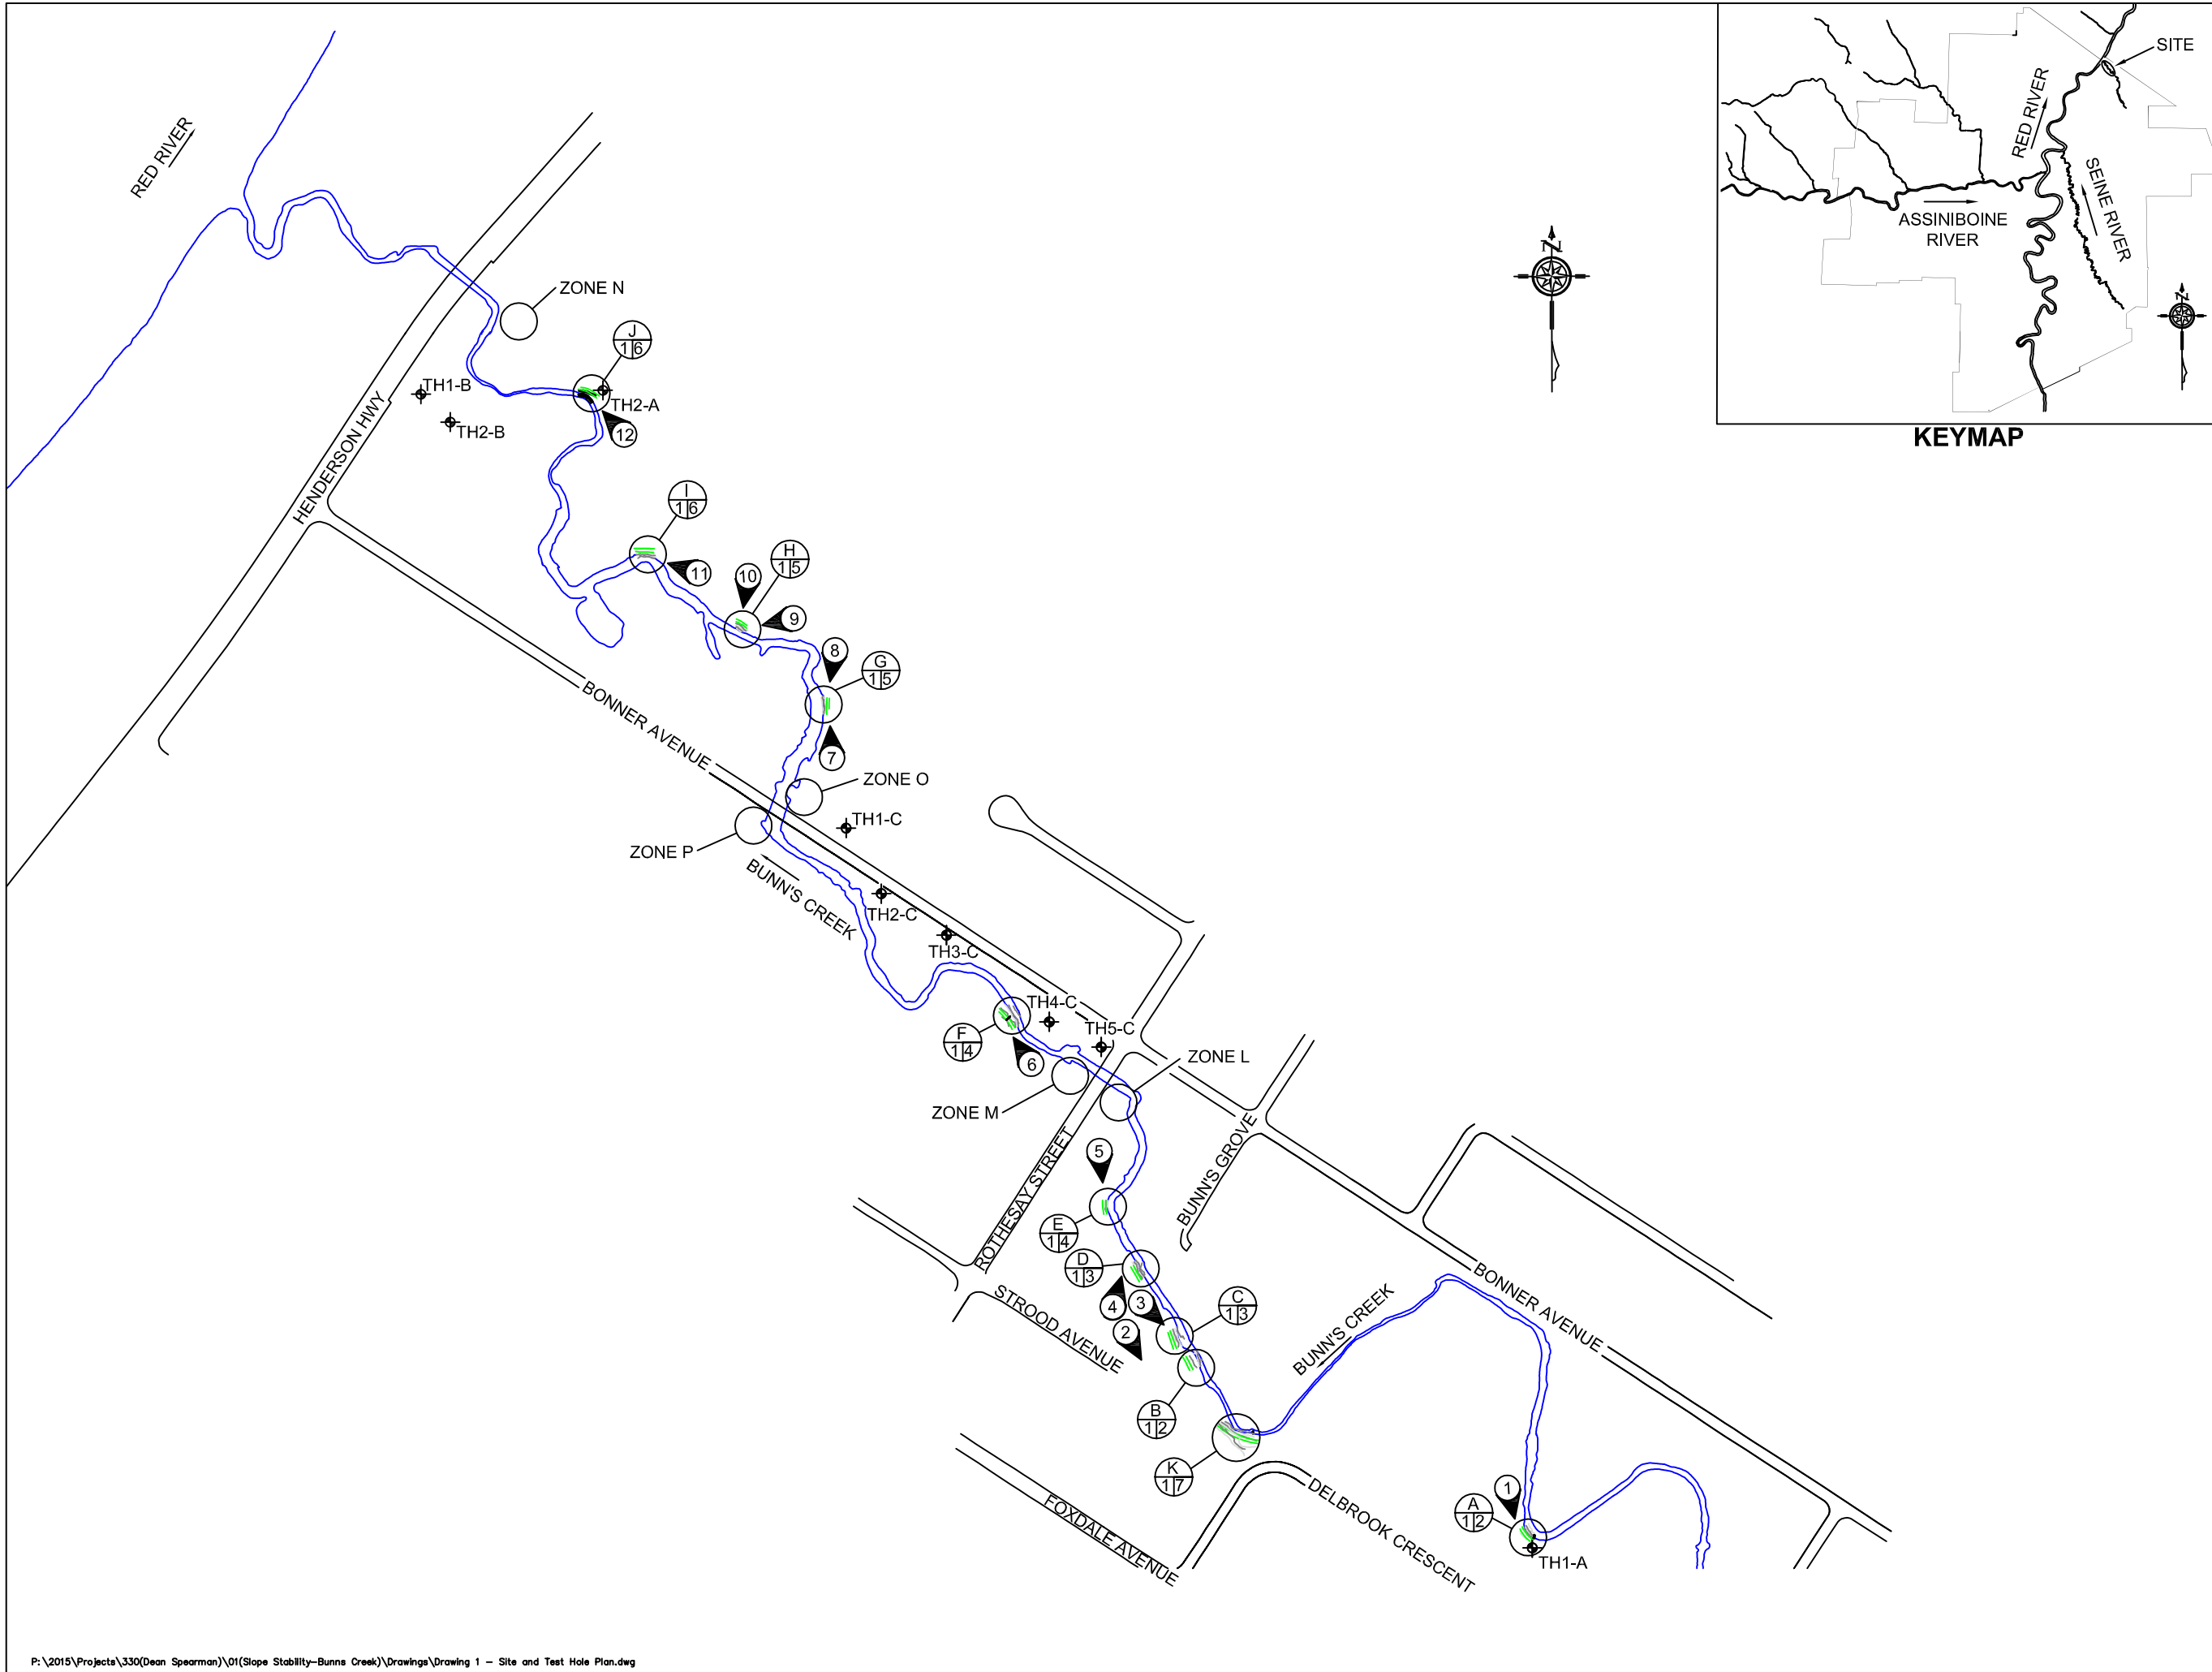 SITE
RED RIVER
SEINE RIVER
ASSINIBOINE
RIVER
N
KEYMAP
N
RED RIVER
ZONE N
J
1 6
TH1-B
TH2-A
TH2-B
12
HENDERSON HWY
I
1 6
11
10
H
1 5
9
8
G
1 5
7
BONNER AVENUE
ZONE O
TH1-C
ZONE P
BUNN'S CREEK
TH2-C
TH3-C
TH4-C
TH5-C
F
1 4
6
ZONE L
ZONE M
ROTHESAY STREET
BUNN'S GROVE
5
E
1 4
D
1 3
4
3
2
C
1 3
STROOD AVENUE
BUNN'S CREEK
BONNER AVENUE
B
1 2
K
1 7
DELBROOK CRESCENT
FOXDALE AVENUE
1
A
1 2
TH1-A
P:\2015\Projects\330(Dean Spearman)\01(Slope Stability-Bunns Creek)\Drawings\Drawing 1 - Site and Test Hole Plan.dwg